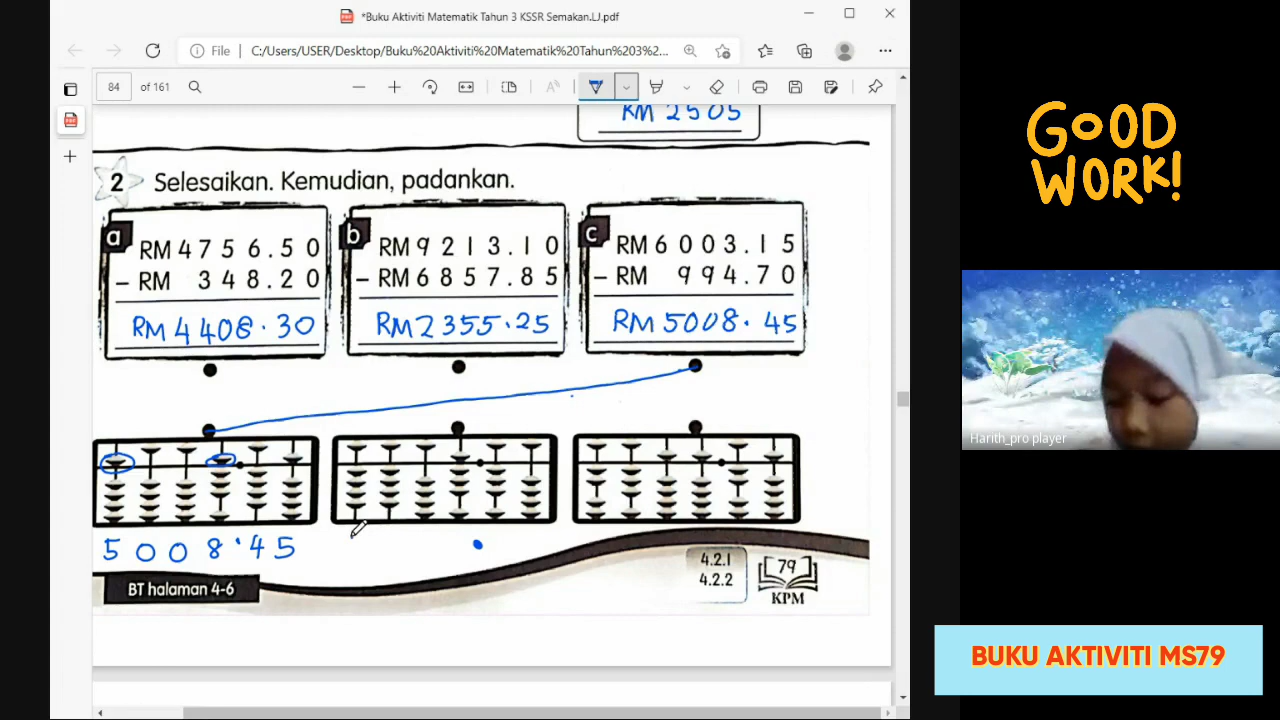 *Buku Aktiviti Matematik Tahun 3 KSSR Semakan.LJ.pdf
File C:/Users/USER/Desktop/Buku%20Aktiviti%20Matematik%20Tahun%203%2...
84 of 161
RM 2505
2 Selesaikan. Kemudian, padankan.
a
RM 4 7 5 6 . 5 0
– RM 3 4 8 . 2 0
RM 4408.30
b
RM 9 2 1 3 . 1 0
– RM 6 8 5 7 . 8 5
RM2355.25
c
RM 6 0 0 3 . 1 5
– RM 9 9 4 . 7 0
RM 5008.45
5 0 0 8 . 4 5
BT halaman 4-6
4.2.1
4.2.2
79
KPM
GOOD
WORK!
Harith_pro player
BUKU AKTIVITI MS79